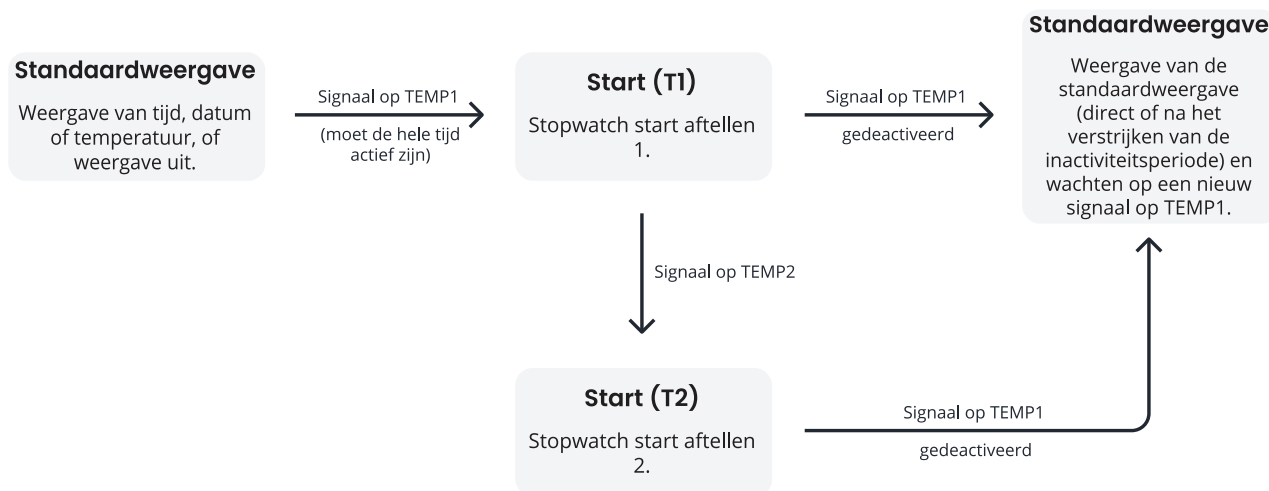 Standaardweergave
Weergave van tijd, datum
of temperatuur, of
weergave uit.
Signaal op TEMP1
(moet de hele tijd
actief zijn)
Start (T1)
Stopwatch start aftellen
1.
Signaal op TEMP1
gedeactiveerd
Standaardweergave
Weergave van de
standaardweergave
(direct of na het
verstrijken van de
inactiviteitsperiode) en
wachten op een nieuw
signaal op TEMP1.
Signaal op TEMP2
Start (T2)
Stopwatch start aftellen
2.
Signaal op TEMP1
gedeactiveerd